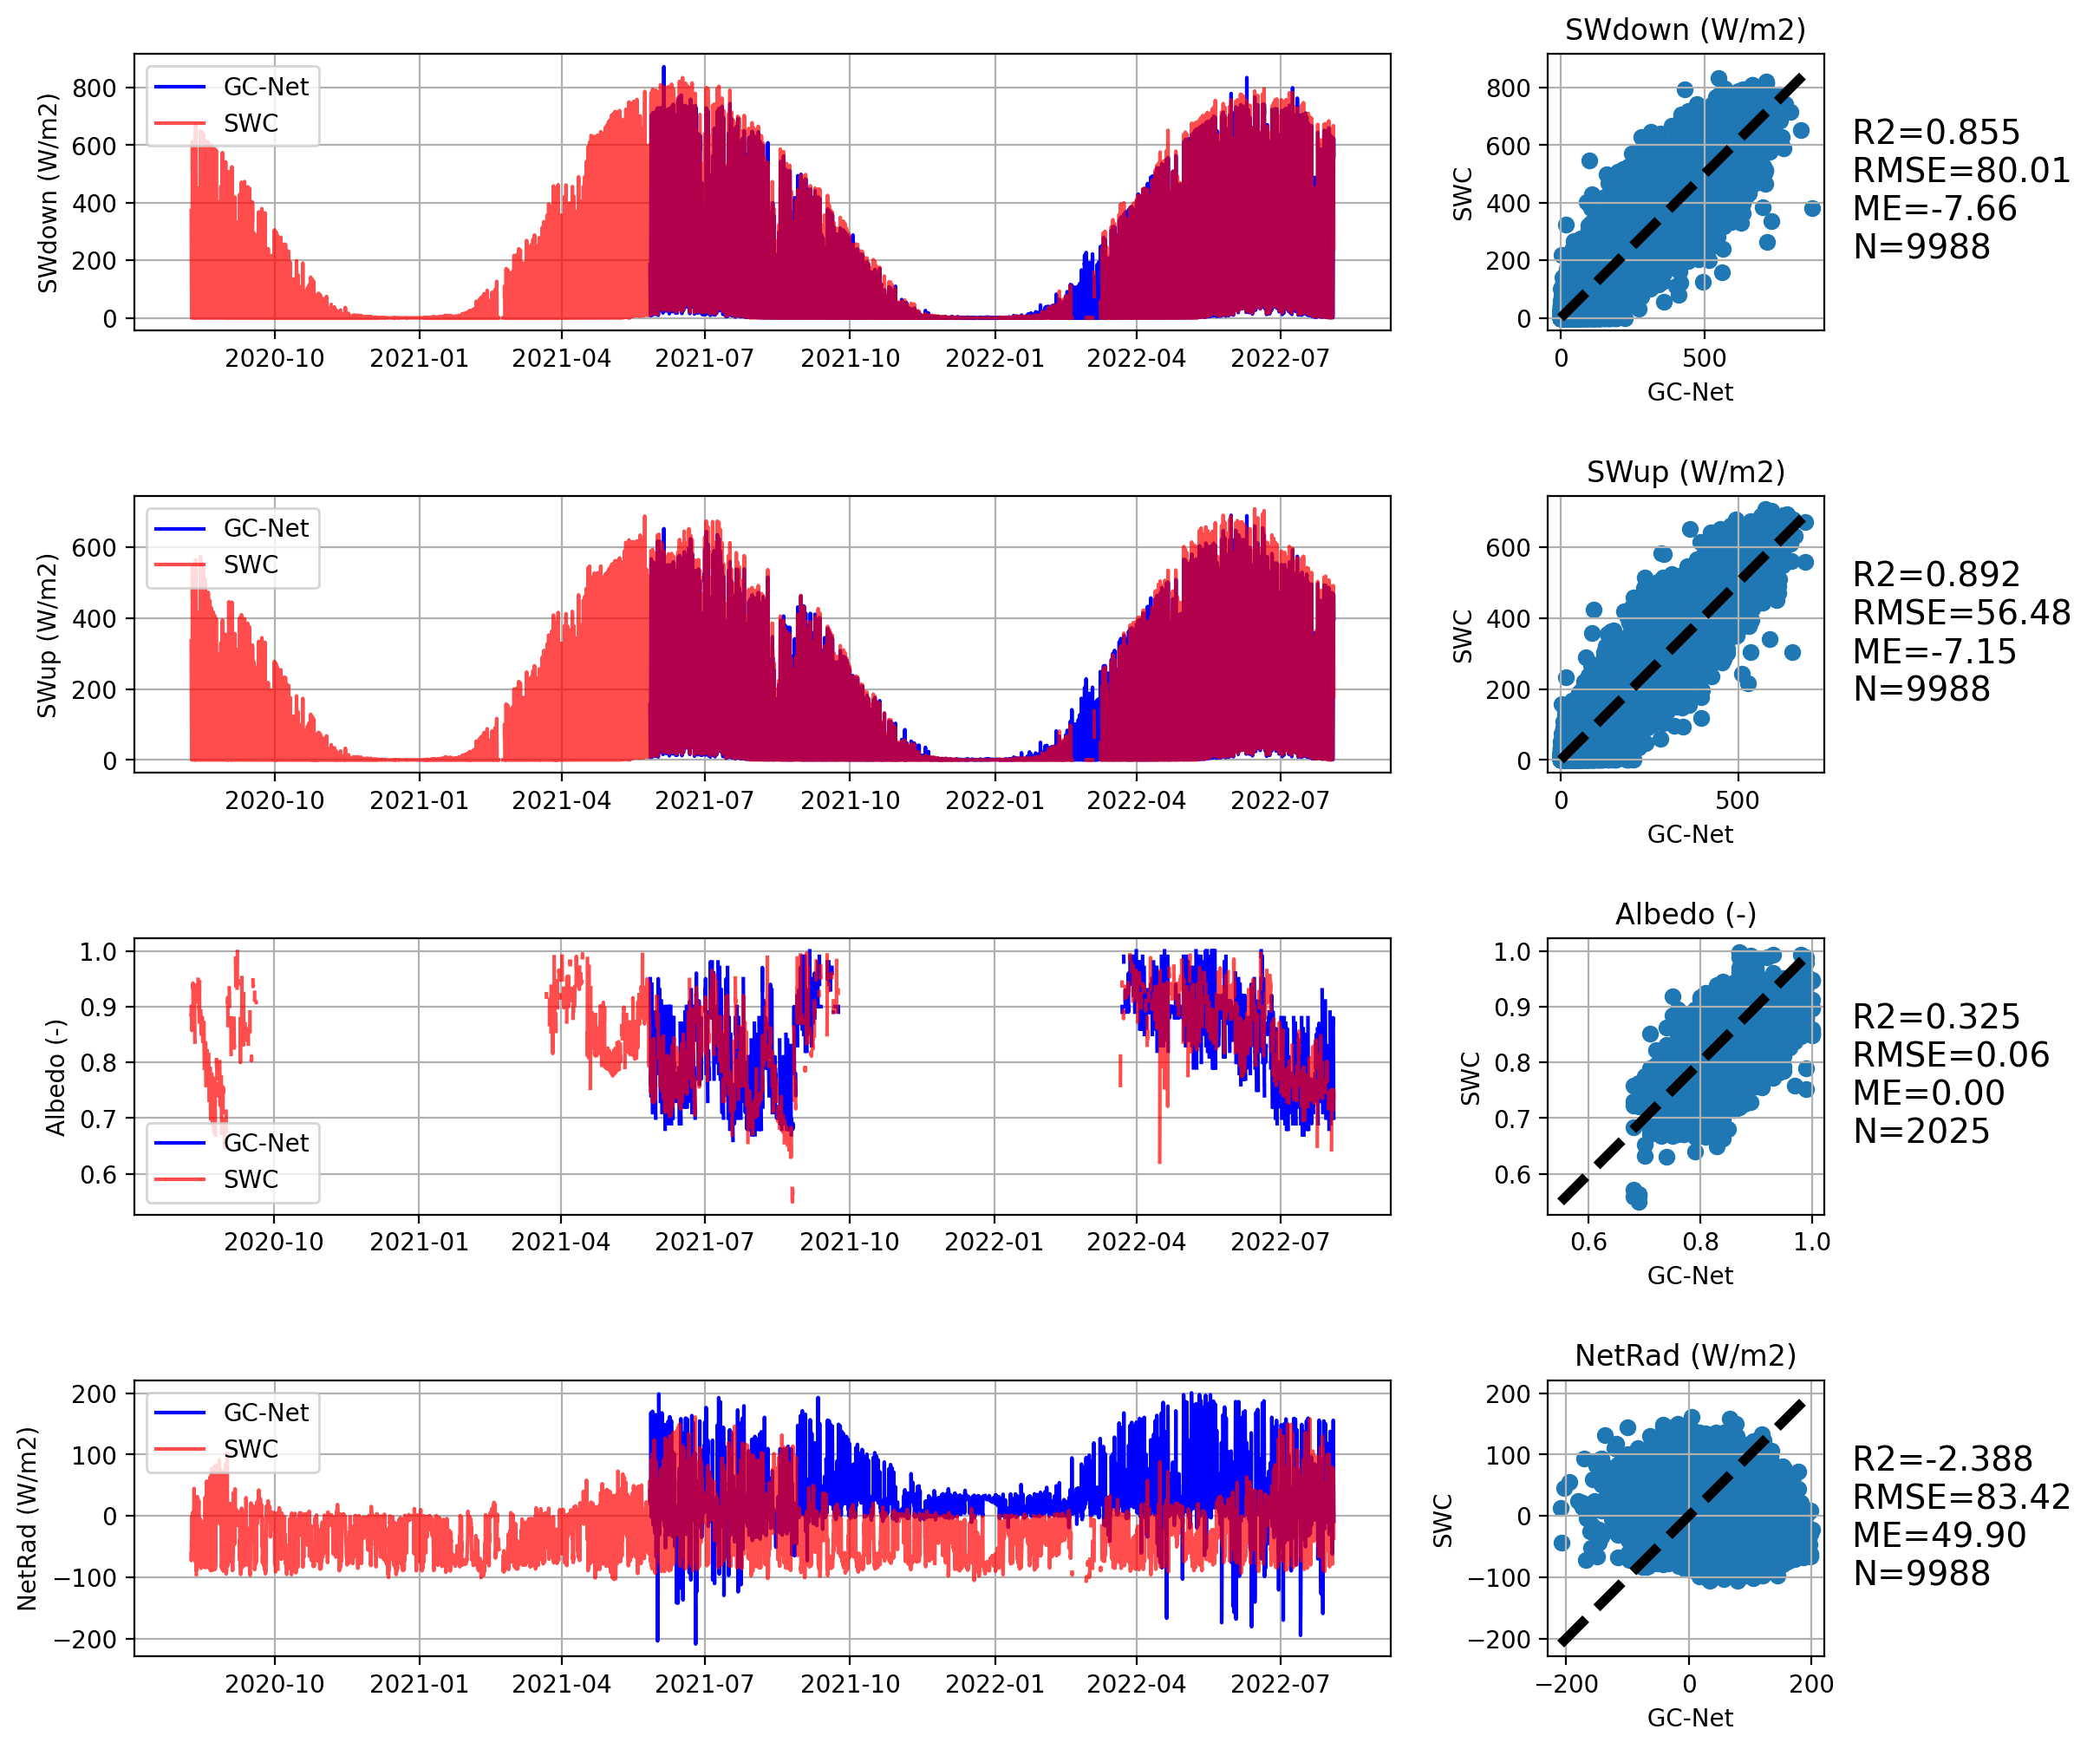 SWdown (W/m2)
800
600
400
200
0
SWdown (W/m2)
GC-Net
SWC
2020-10 2021-01 2021-04 2021-07 2021-10 2022-01 2022-04 2022-07
800
600
400
200
0
SWC
0 500
GC-Net
R2=0.855
RMSE=80.01
ME=-7.66
N=9988
SWup (W/m2)
600
400
200
0
SWup (W/m2)
GC-Net
SWC
2020-10 2021-01 2021-04 2021-07 2021-10 2022-01 2022-04 2022-07
600
400
200
0
SWC
0 500
GC-Net
R2=0.892
RMSE=56.48
ME=-7.15
N=9988
Albedo (-)
1.0
0.9
0.8
0.7
0.6
Albedo (-)
GC-Net
SWC
2020-10 2021-01 2021-04 2021-07 2021-10 2022-01 2022-04 2022-07
1.0
0.9
0.8
0.7
0.6
SWC
0.6 0.8 1.0
GC-Net
R2=0.325
RMSE=0.06
ME=0.00
N=2025
NetRad (W/m2)
200
100
0
−100
−200
NetRad (W/m2)
GC-Net
SWC
2020-10 2021-01 2021-04 2021-07 2021-10 2022-01 2022-04 2022-07
200
100
0
−100
−200
SWC
−200 0 200
GC-Net
R2=-2.388
RMSE=83.42
ME=49.90
N=9988